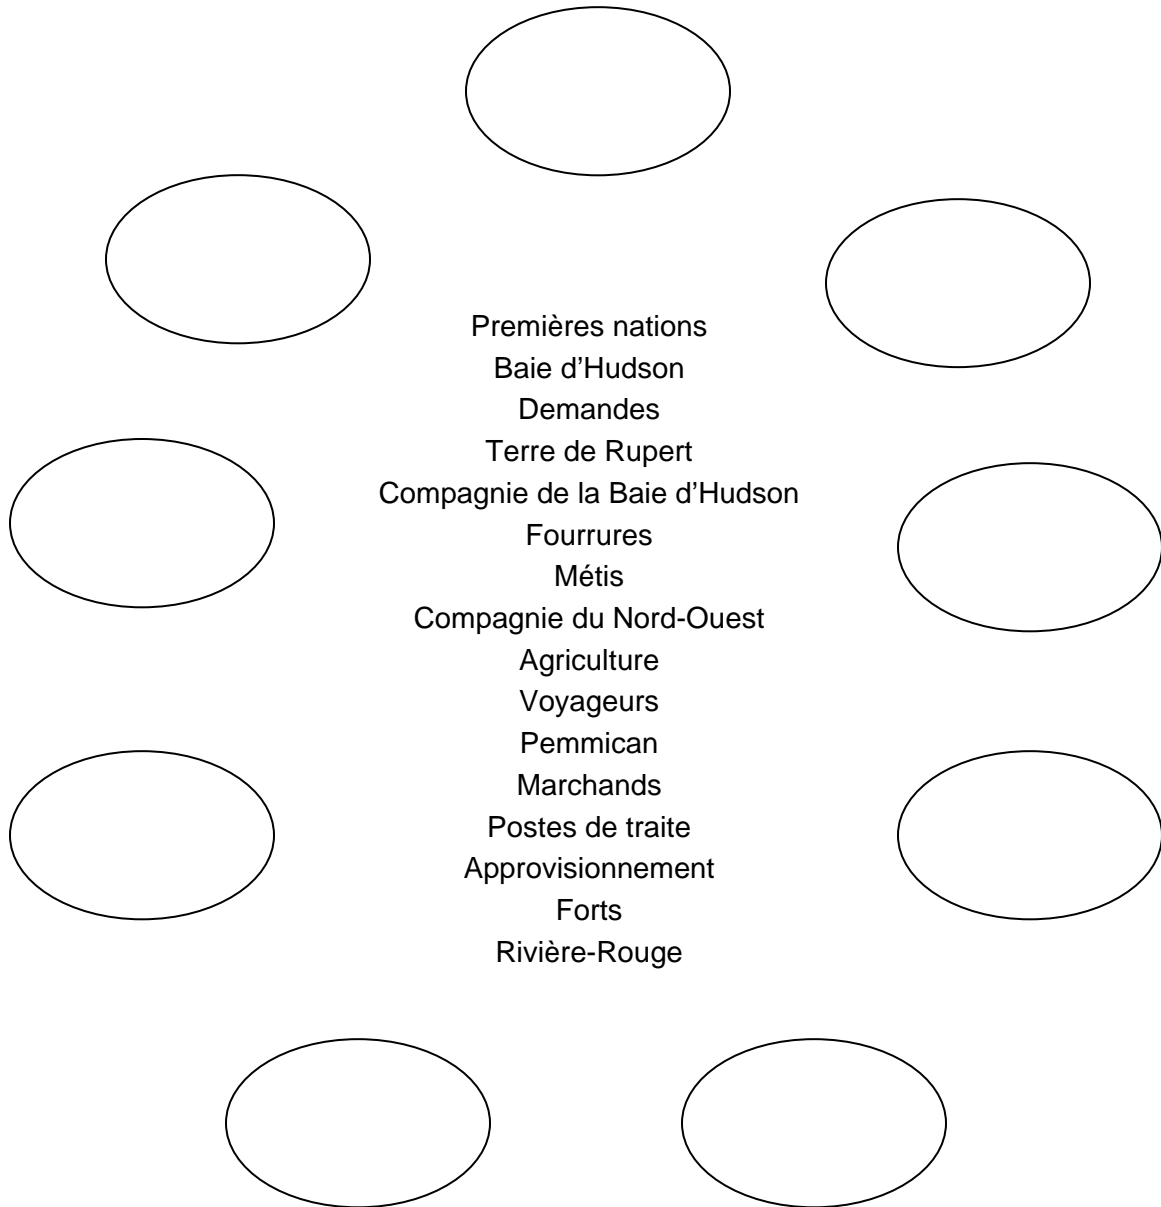 Premières nations
Baie d’Hudson
Demandes
Terre de Rupert
Compagnie de la Baie d’Hudson
Fourrures
Métis
Compagnie du Nord-Ouest
Agriculture
Voyageurs
Pemmican
Marchands
Postes de traite
Approvisionnement
Forts
Rivière-Rouge